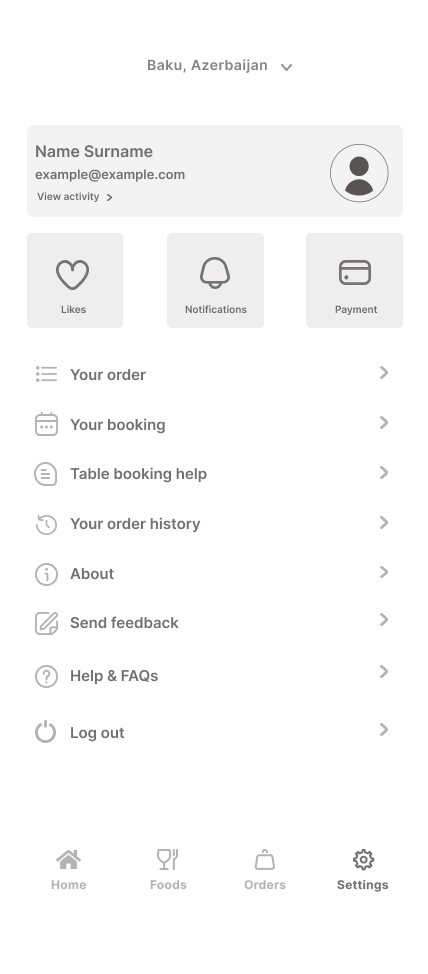 Baku, Azerbaijan
Name Surname
example@example.com
View activity
Likes
Notifications
Payment
Your order
Your booking
Table booking help
Your order history
About
Send feedback
Help & FAQs
Log out
Home
Foods
Orders
Settings